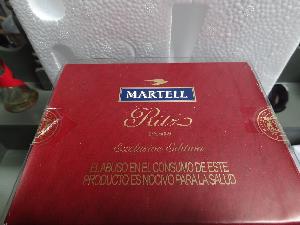 MARTELL
Ritz
Exclusive Edition
EL ABUSO EN EL CONSUMO DE ESTE
PRODUCTO ES NOCIVO PARA LA SALUD